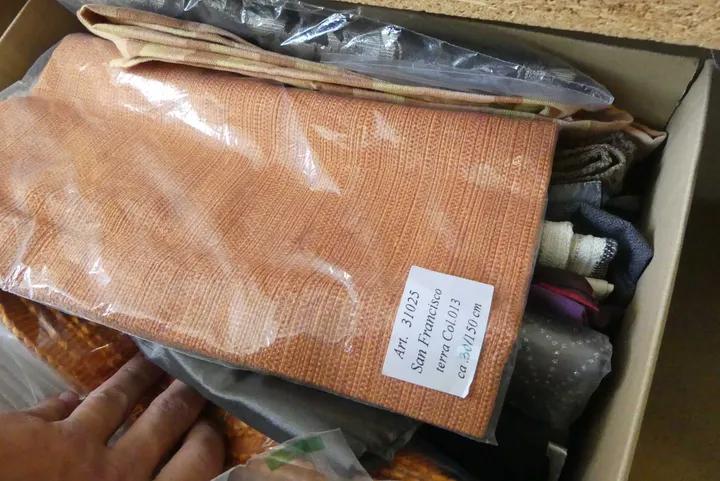 Art. 31025
San Francisco
terra Col.013
ca .30/150 cm